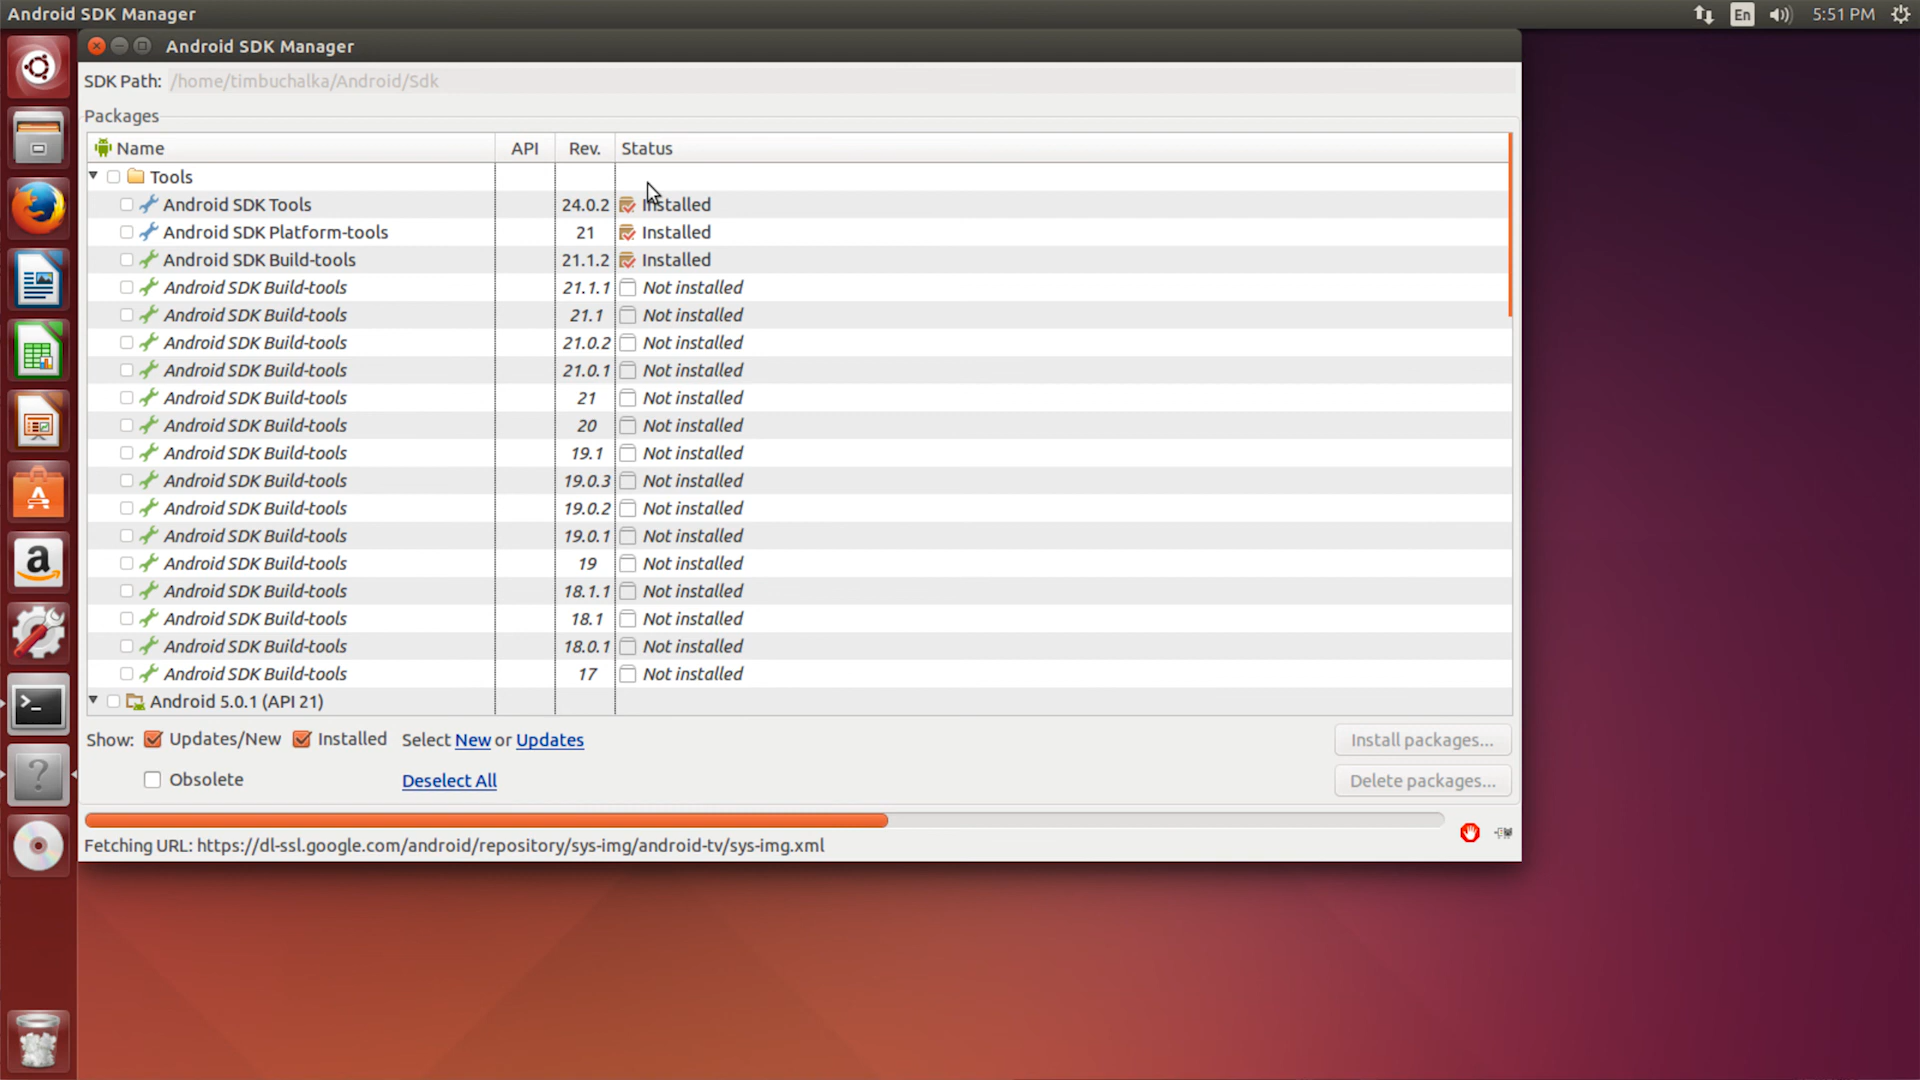 Android SDK Manager
En
5:51 PM
Android SDK Manager
SDK Path: /home/timbuchalka/Android/Sdk
Packages
Name API Rev. Status
Tools
Android SDK Tools 24.0.2 Installed
Android SDK Platform-tools 21 Installed
Android SDK Build-tools 21.1.2 Installed
Android SDK Build-tools 21.1.1 Not installed
Android SDK Build-tools 21.1 Not installed
Android SDK Build-tools 21.0.2 Not installed
Android SDK Build-tools 21.0.1 Not installed
Android SDK Build-tools 21 Not installed
Android SDK Build-tools 20 Not installed
Android SDK Build-tools 19.1 Not installed
Android SDK Build-tools 19.0.3 Not installed
Android SDK Build-tools 19.0.2 Not installed
Android SDK Build-tools 19.0.1 Not installed
Android SDK Build-tools 19 Not installed
Android SDK Build-tools 18.1.1 Not installed
Android SDK Build-tools 18.1 Not installed
Android SDK Build-tools 18.0.1 Not installed
Android SDK Build-tools 17 Not installed
Android 5.0.1 (API 21)
Show: Updates/New Installed Select New or Updates Install packages...
Obsolete Deselect All Delete packages...
Fetching URL: https://dl-ssl.google.com/android/repository/sys-img/android-tv/sys-img.xml